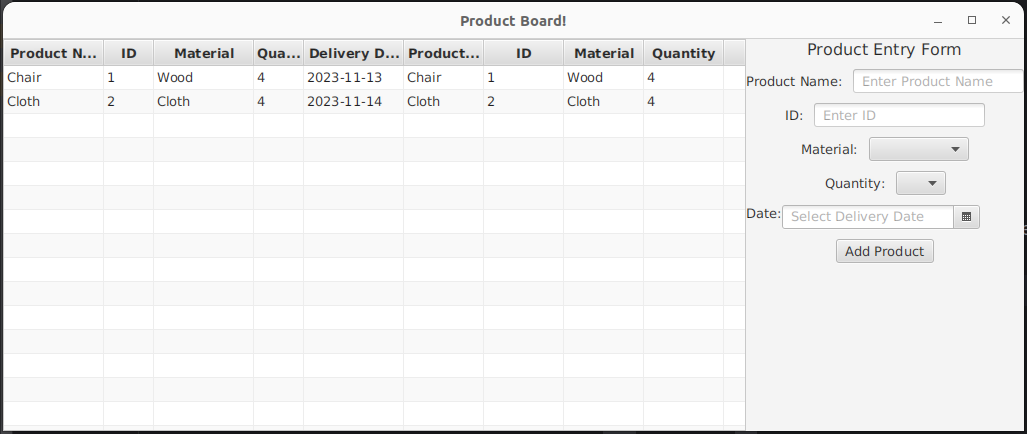 Product Board!
Product N... ID Material Qua... Delivery D... Product... ID Material Quantity
Chair 1 Wood 4 2023-11-13 Chair 1 Wood 4
Cloth 2 Cloth 4 2023-11-14 Cloth 2 Cloth 4
Product Entry Form
Product Name: Enter Product Name
ID: Enter ID
Material:
Quantity:
Date: Select Delivery Date
Add Product